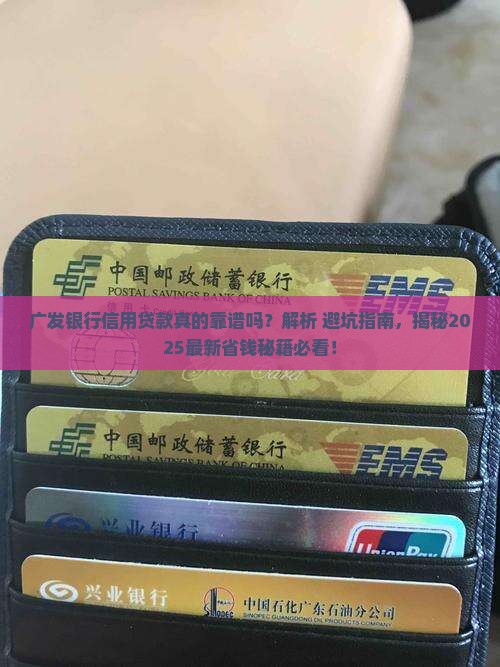 中国邮政储蓄银行
POSTAL SAVINGS BANK OF CHINA
EMS
广发银行信用贷款真的靠谱吗？解析 避坑指南，揭秘20
25最新省钱秘籍必看！
中国邮政储蓄银行
POSTAL SAVINGS BANK OF CHINA
EMS
兴业银行
UnionPay
兴业银行
SINOPEC
中国石化广东石油分公司
SINOPEC GUANGDONG OIL PRODUCTS COMPANY